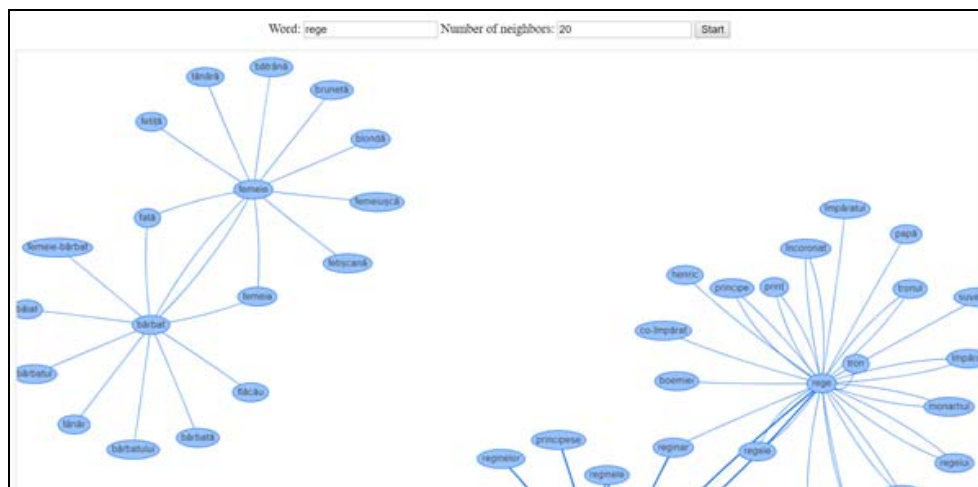 Word: rege Number of neighbors: 20 Start
bătrână
tânără
brunetă
fetiță
blondă
femeie
femeiușcă
fată
femeie-bărbat
fetișcană
femeia
băiat
bărbat
bărbatul
flăcău
tânăr
bărbatului
bărbată
împăratul
papă
încoronat
henric
principe
prinț
tronul
co-împărat
tron
boemiei
rege
monarhul
principese
reginelor
reginei
regele
regelui